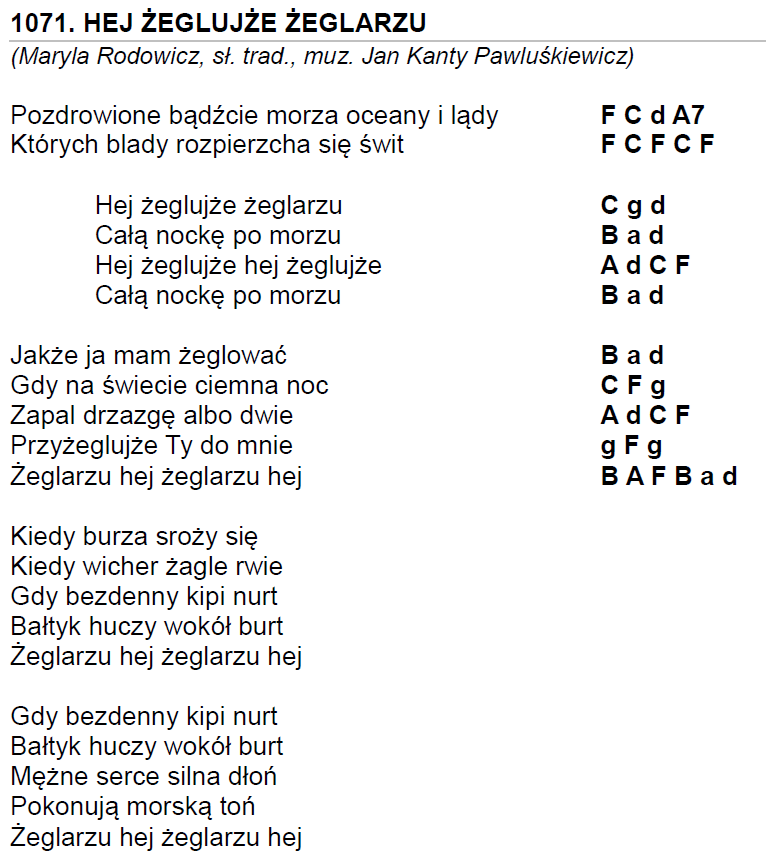 1071. HEJ ŻEGLUJŻE ŻEGLARZU
(Maryla Rodowicz, sł. trad., muz. Jan Kanty Pawluśkiewicz)
Pozdrowione bądźcie morza oceany i lądy F C d A7
Których blady rozpierzcha się świt F C F C F
Hej żeglujże żeglarzu C g d
Całą nockę po morzu B a d
Hej żeglujże hej żeglujże A d C F
Całą nockę po morzu B a d
Jakże ja mam żeglować B a d
Gdy na świecie ciemna noc C F g
Zapal drzazgę albo dwie A d C F
Przyżeglujże Ty do mnie g F g
Żeglarzu hej żeglarzu hej B A F B a d
Kiedy burza sroży się
Kiedy wicher żagle rwie
Gdy bezdenny kipi nurt
Bałtyk huczy wokół burt
Żeglarzu hej żeglarzu hej
Gdy bezdenny kipi nurt
Bałtyk huczy wokół burt
Mężne serce silna dłoń
Pokonują morską toń
Żeglarzu hej żeglarzu hej